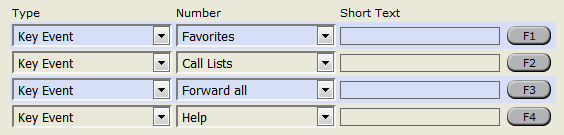 Type Number Short Text
Key Event Favorites F1
Key Event Call Lists F2
Key Event Forward all F3
Key Event Help F4